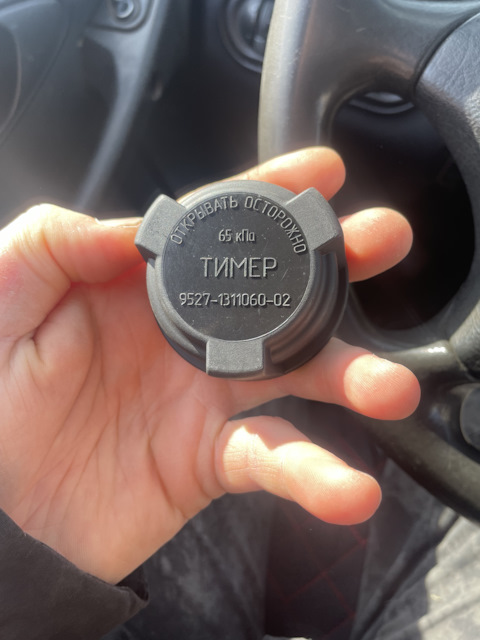 ОТКРЫВАТЬ ОСТОРОЖНО
65 кПа
ТИМЕР
9527-1311060-02